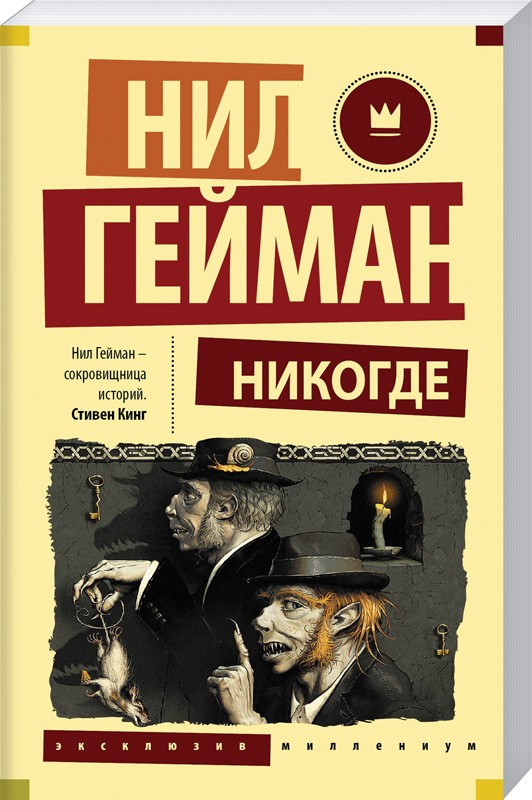 НИЛ
ГЕЙМАН
НИКОГДЕ
Нил Гейман –
сокровищница
историй.
Стивен Кинг
эксклюзив миллениум